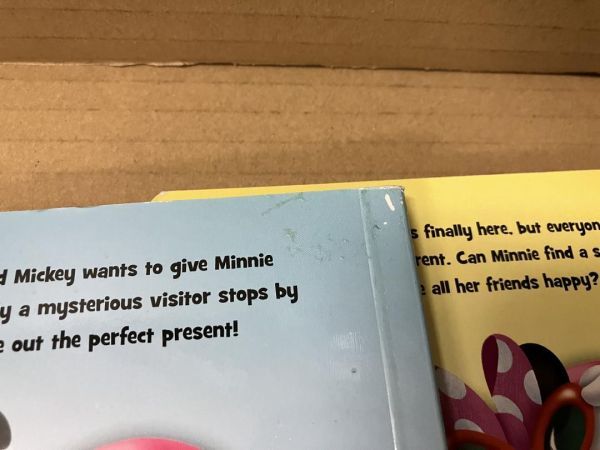 Mickey wants to give Minnie
a mysterious visitor stops by
out the perfect present!
finally here, but everyon
rent. Can Minnie find a s
all her friends happy?